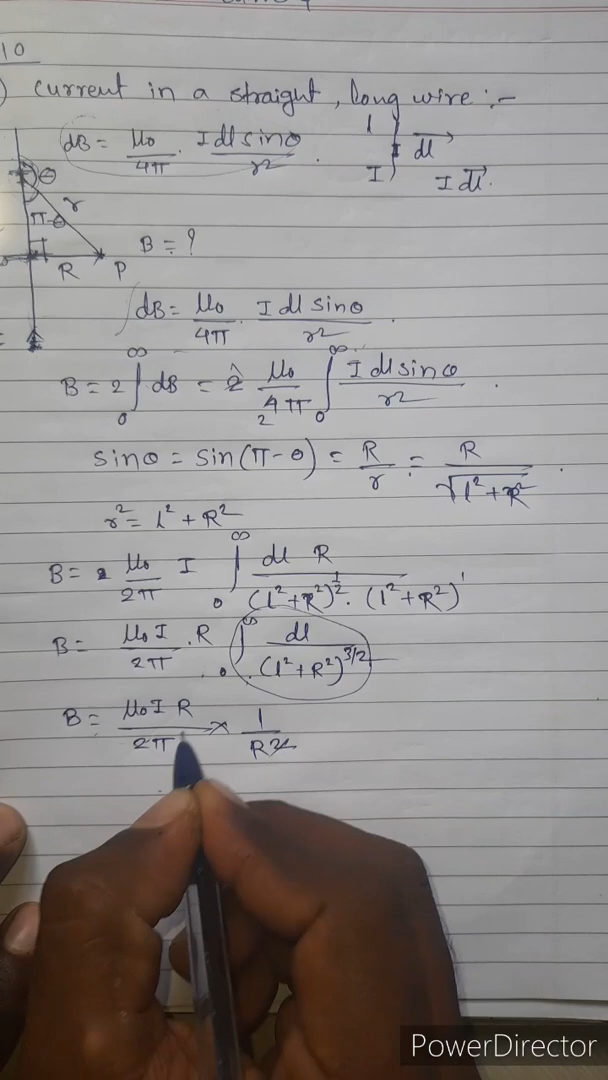 10
) current in a straight, long wire :-
dB = μ₀/4π · I dl sinθ / r² .
I
dl
I
I dl.
θ
r
π-θ
R P
B = ?
dB = μ₀/4π · I dl sinθ / r² .
B = 2 ∫₀^∞ dB = 2 μ₀/4π ∫₀^∞ I dl sinθ / r² .
2
sinθ = sin(π-θ) = R/r = R/√(l²+r²) .
r² = l² + R²
B = μ₀/2π I ∫₀^∞ dl R / (l²+R²)^½ · (l²+R²)¹
B = μ₀ I/2π · R ∫₀^∞ dl / (l²+R²)^3/2
B = μ₀ I R/2π × 1/R²
PowerDirector